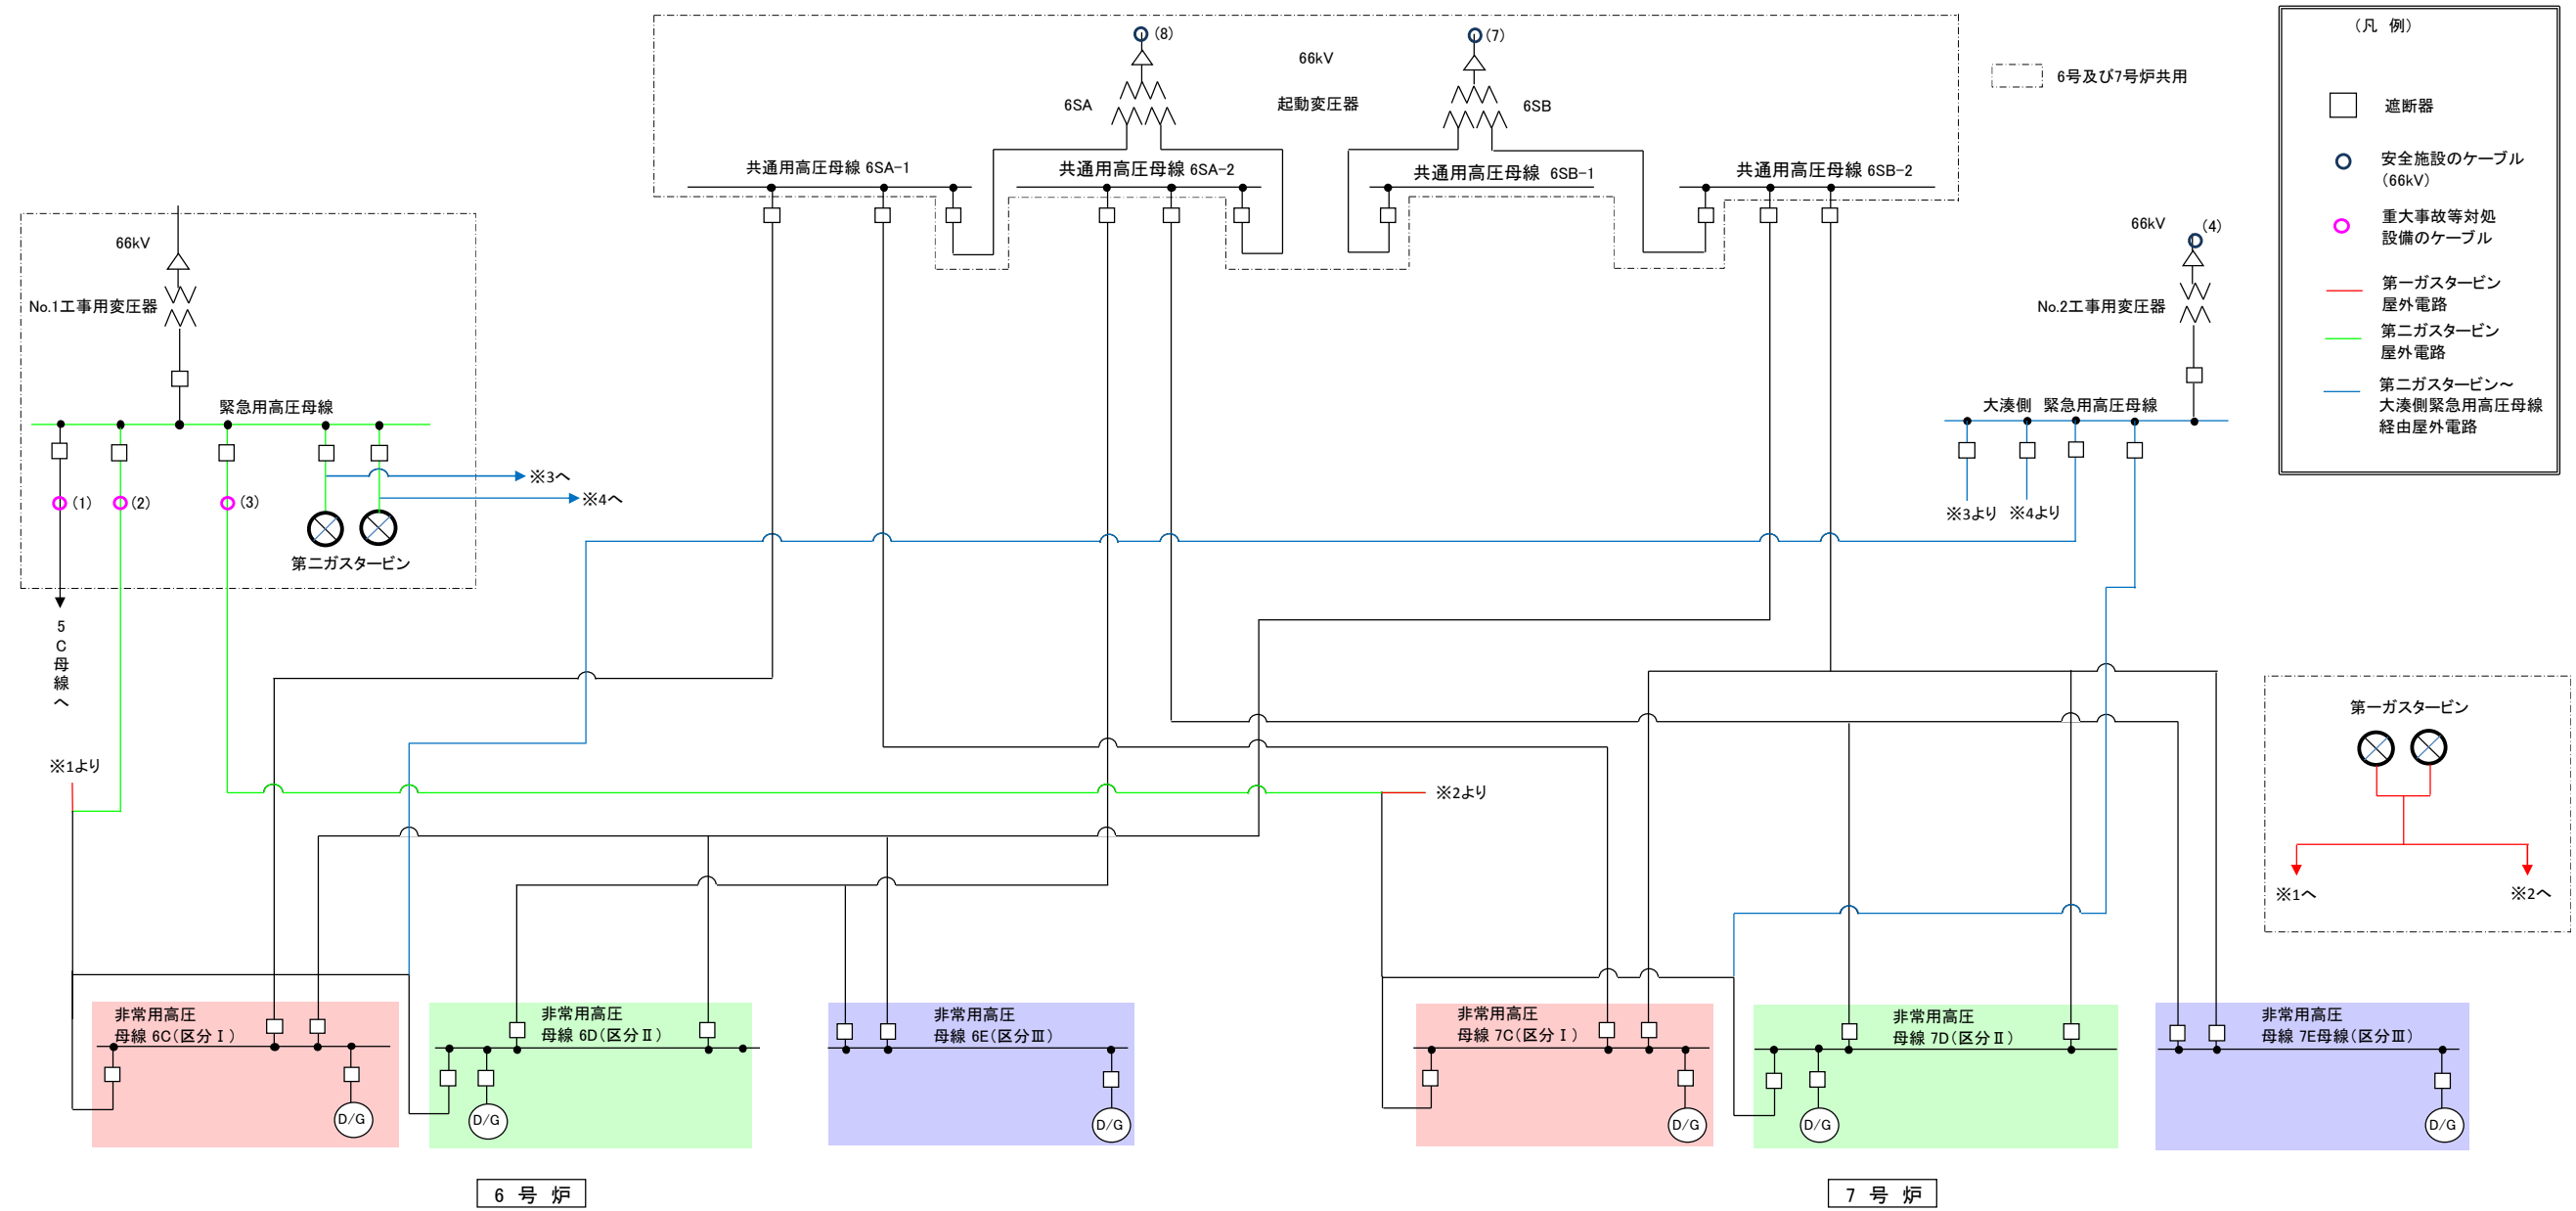 (8)
(7)
66kV
6SA
起動変圧器
6SB
共通用高圧母線 6SA-1
共通用高圧母線 6SA-2
共通用高圧母線 6SB-1
共通用高圧母線 6SB-2
6号及び7号炉共用
(凡 例)
遮断器
安全施設のケーブル
(66kV)
重大事故等対処
設備のケーブル
第一ガスタービン
屋外電路
第二ガスタービン
屋外電路
第二ガスタービン～
大湊側緊急用高圧母線
経由屋外電路
66kV
No.1工事用変圧器
緊急用高圧母線
(1)
(2)
(3)
※3へ
※4へ
第二ガスタービン
5C母線へ
66kV
(4)
No.2工事用変圧器
大湊側 緊急用高圧母線
※3より
※4より
※1より
※2より
第一ガスタービン
※1へ
※2へ
非常用高圧
母線 6C(区分Ⅰ)
D/G
非常用高圧
母線 6D(区分Ⅱ)
D/G
非常用高圧
母線 6E(区分Ⅲ)
D/G
非常用高圧
母線 7C(区分Ⅰ)
D/G
非常用高圧
母線 7D(区分Ⅱ)
D/G
非常用高圧
母線 7E母線(区分Ⅲ)
D/G
6 号 炉
7 号 炉